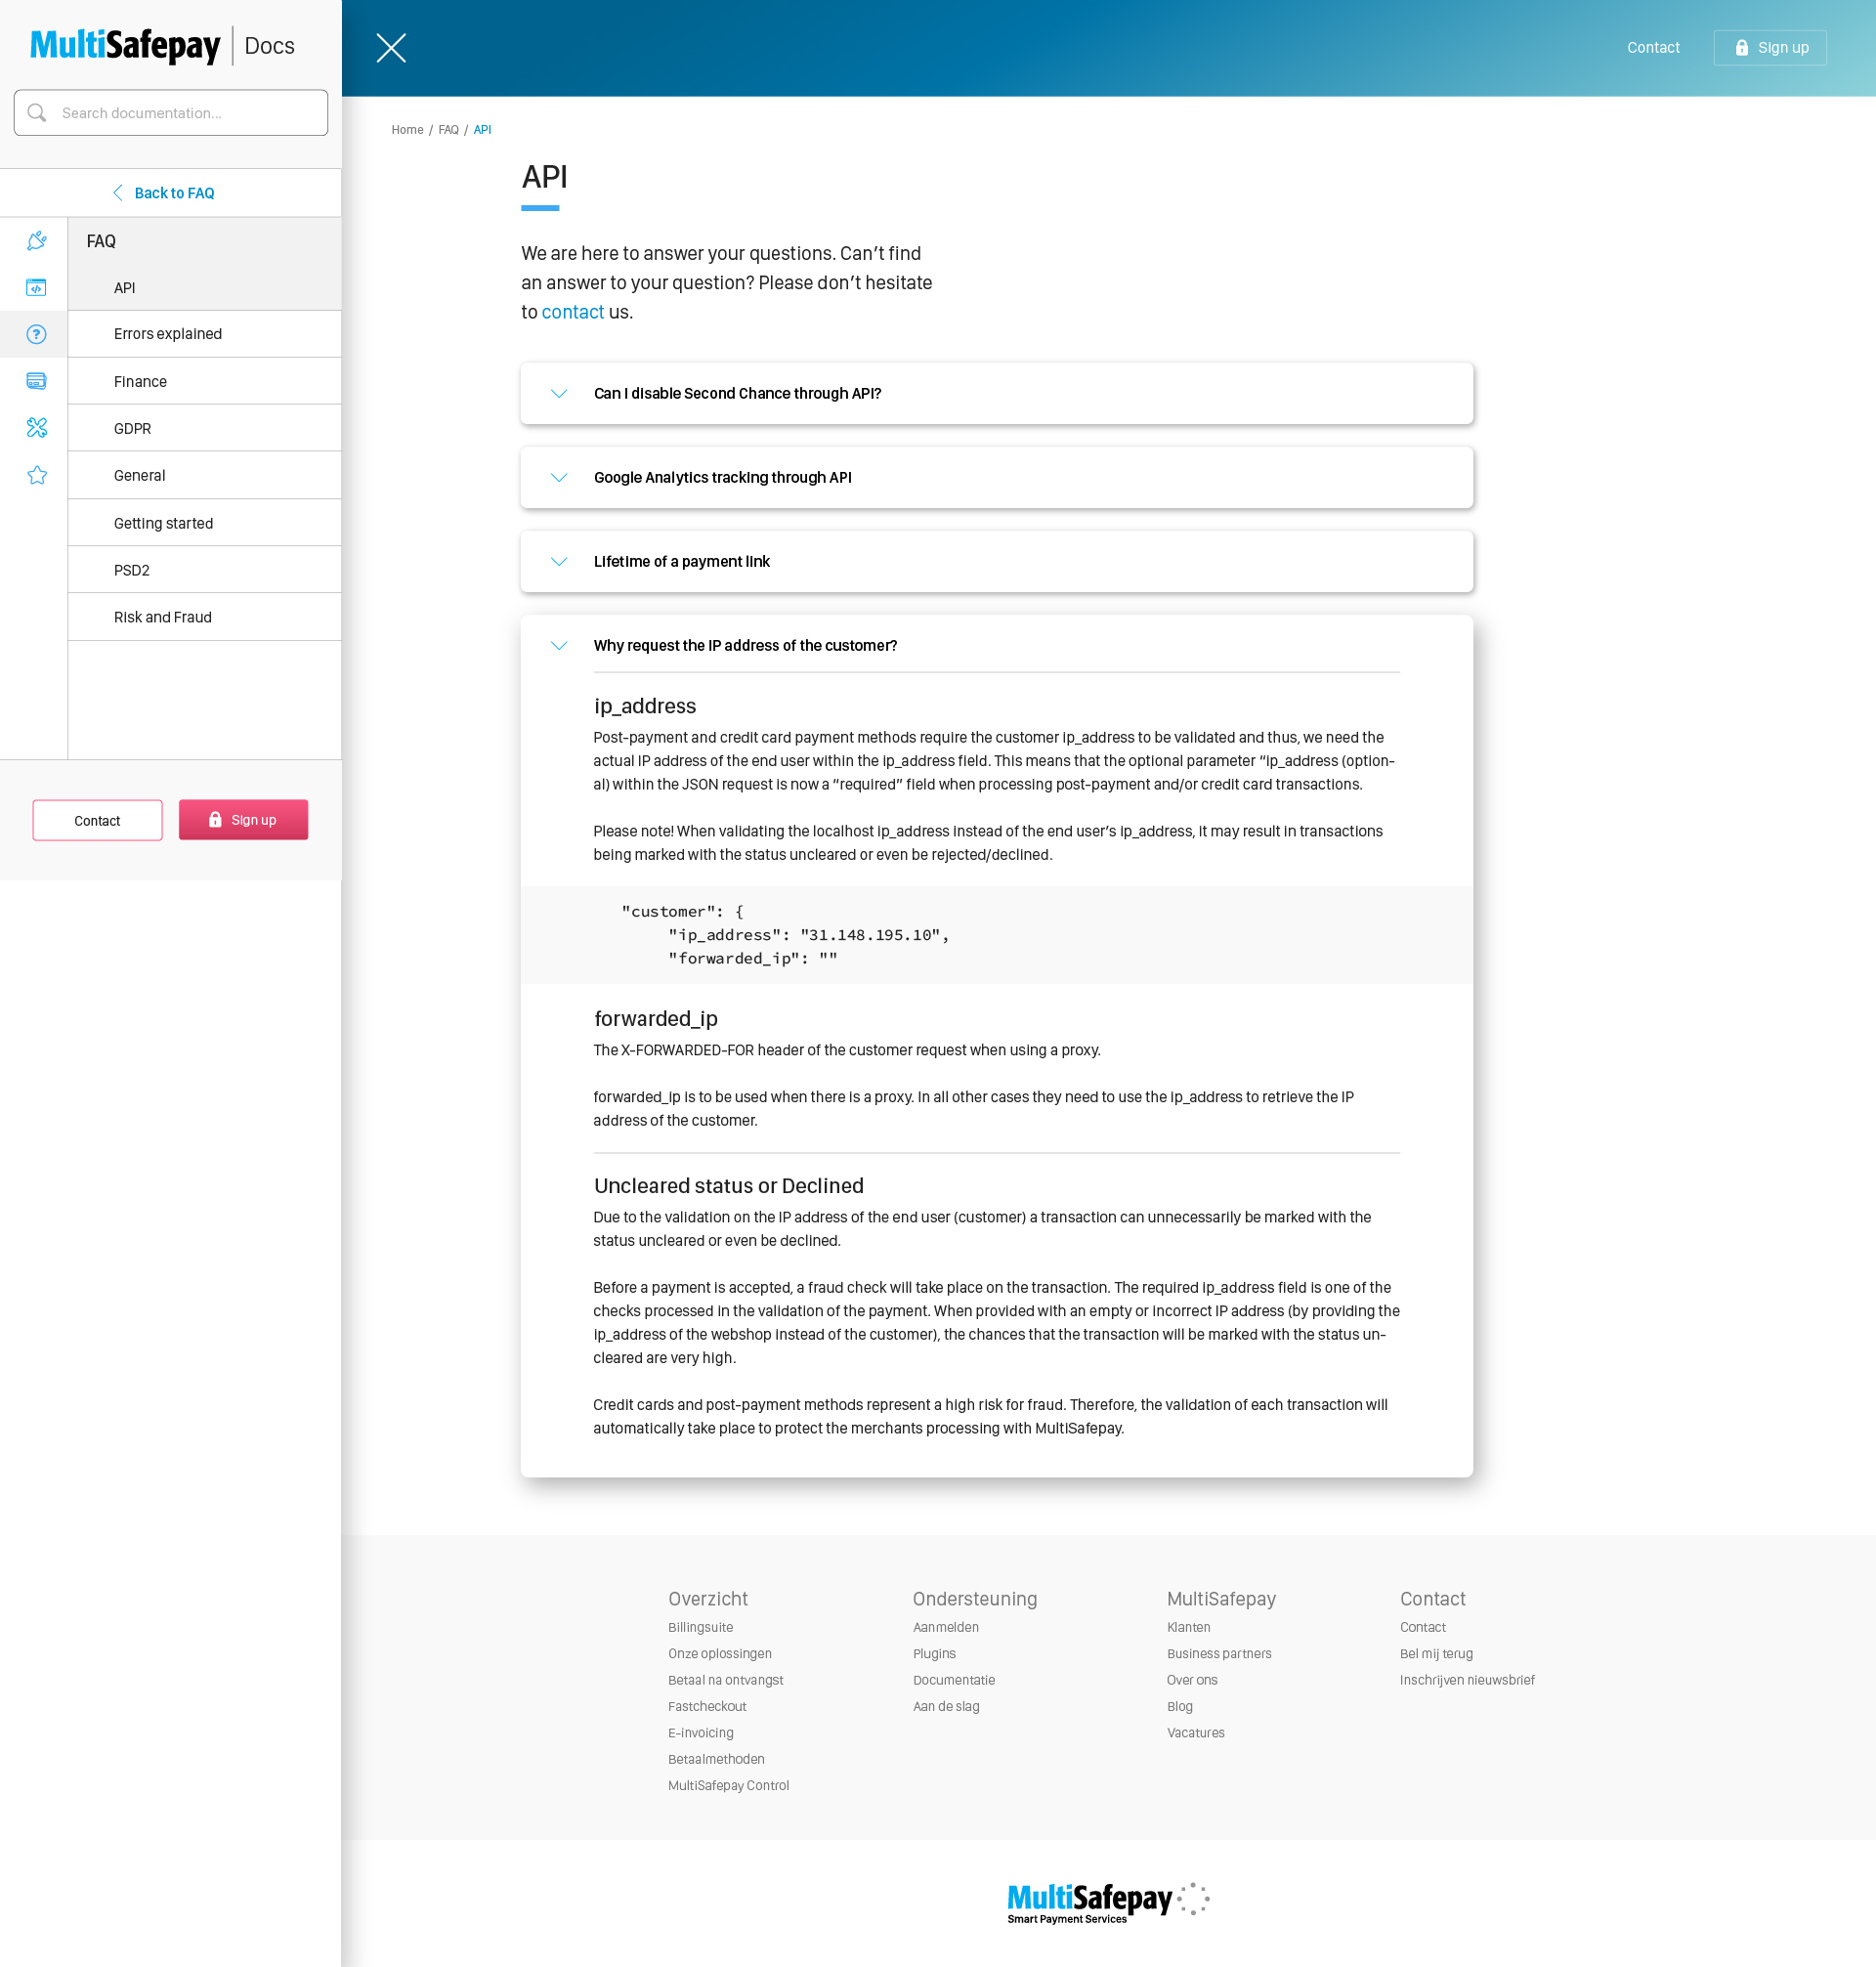 MultiSafepay Docs
Search documentation...
Back to FAQ
FAQ
API
Errors explained
Finance
GDPR
General
Getting started
PSD2
Risk and Fraud
Contact
Sign up
Contact
Sign up
Home / FAQ / API
API
We are here to answer your questions. Can’t find
an answer to your question? Please don’t hesitate
to contact us.
Can I disable Second Chance through API?
Google Analytics tracking through API
Lifetime of a payment link
Why request the IP address of the customer?
ip_address
Post-payment and credit card payment methods require the customer ip_address to be validated and thus, we need the
actual IP address of the end user within the ip_address field. This means that the optional parameter “ip_address (option-
al) within the JSON request is now a “required” field when processing post-payment and/or credit card transactions.
Please note! When validating the localhost ip_address instead of the end user’s ip_address, it may result in transactions
being marked with the status uncleared or even be rejected/declined.
"customer": {
"ip_address": "31.148.195.10",
"forwarded_ip": ""
forwarded_ip
The X-FORWARDED-FOR header of the customer request when using a proxy.
forwarded_ip is to be used when there is a proxy. In all other cases they need to use the ip_address to retrieve the IP
address of the customer.
Uncleared status or Declined
Due to the validation on the IP address of the end user (customer) a transaction can unnecessarily be marked with the
status uncleared or even be declined.
Before a payment is accepted, a fraud check will take place on the transaction. The required ip_address field is one of the
checks processed in the validation of the payment. When provided with an empty or incorrect IP address (by providing the
ip_address of the webshop instead of the customer), the chances that the transaction will be marked with the status un-
cleared are very high.
Credit cards and post-payment methods represent a high risk for fraud. Therefore, the validation of each transaction will
automatically take place to protect the merchants processing with MultiSafepay.
Overzicht
Billingsuite
Onze oplossingen
Betaal na ontvangst
Fastcheckout
E-invoicing
Betaalmethoden
MultiSafepay Control
Ondersteuning
Aanmelden
Plugins
Documentatie
Aan de slag
MultiSafepay
Klanten
Business partners
Over ons
Blog
Vacatures
Contact
Contact
Bel mij terug
Inschrijven nieuwsbrief
MultiSafepay
Smart Payment Services